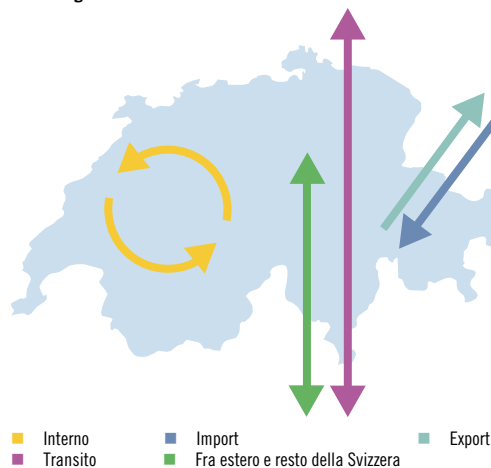 Interno
Import
Export
Transito
Fra estero e resto della Svizzera